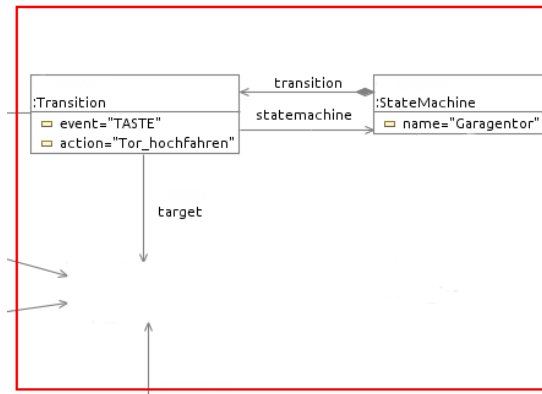 transition
:Transition
:StateMachine
statemachine
event="TASTE"
name="Garagentor"
action="Tor_hochfahren"
target